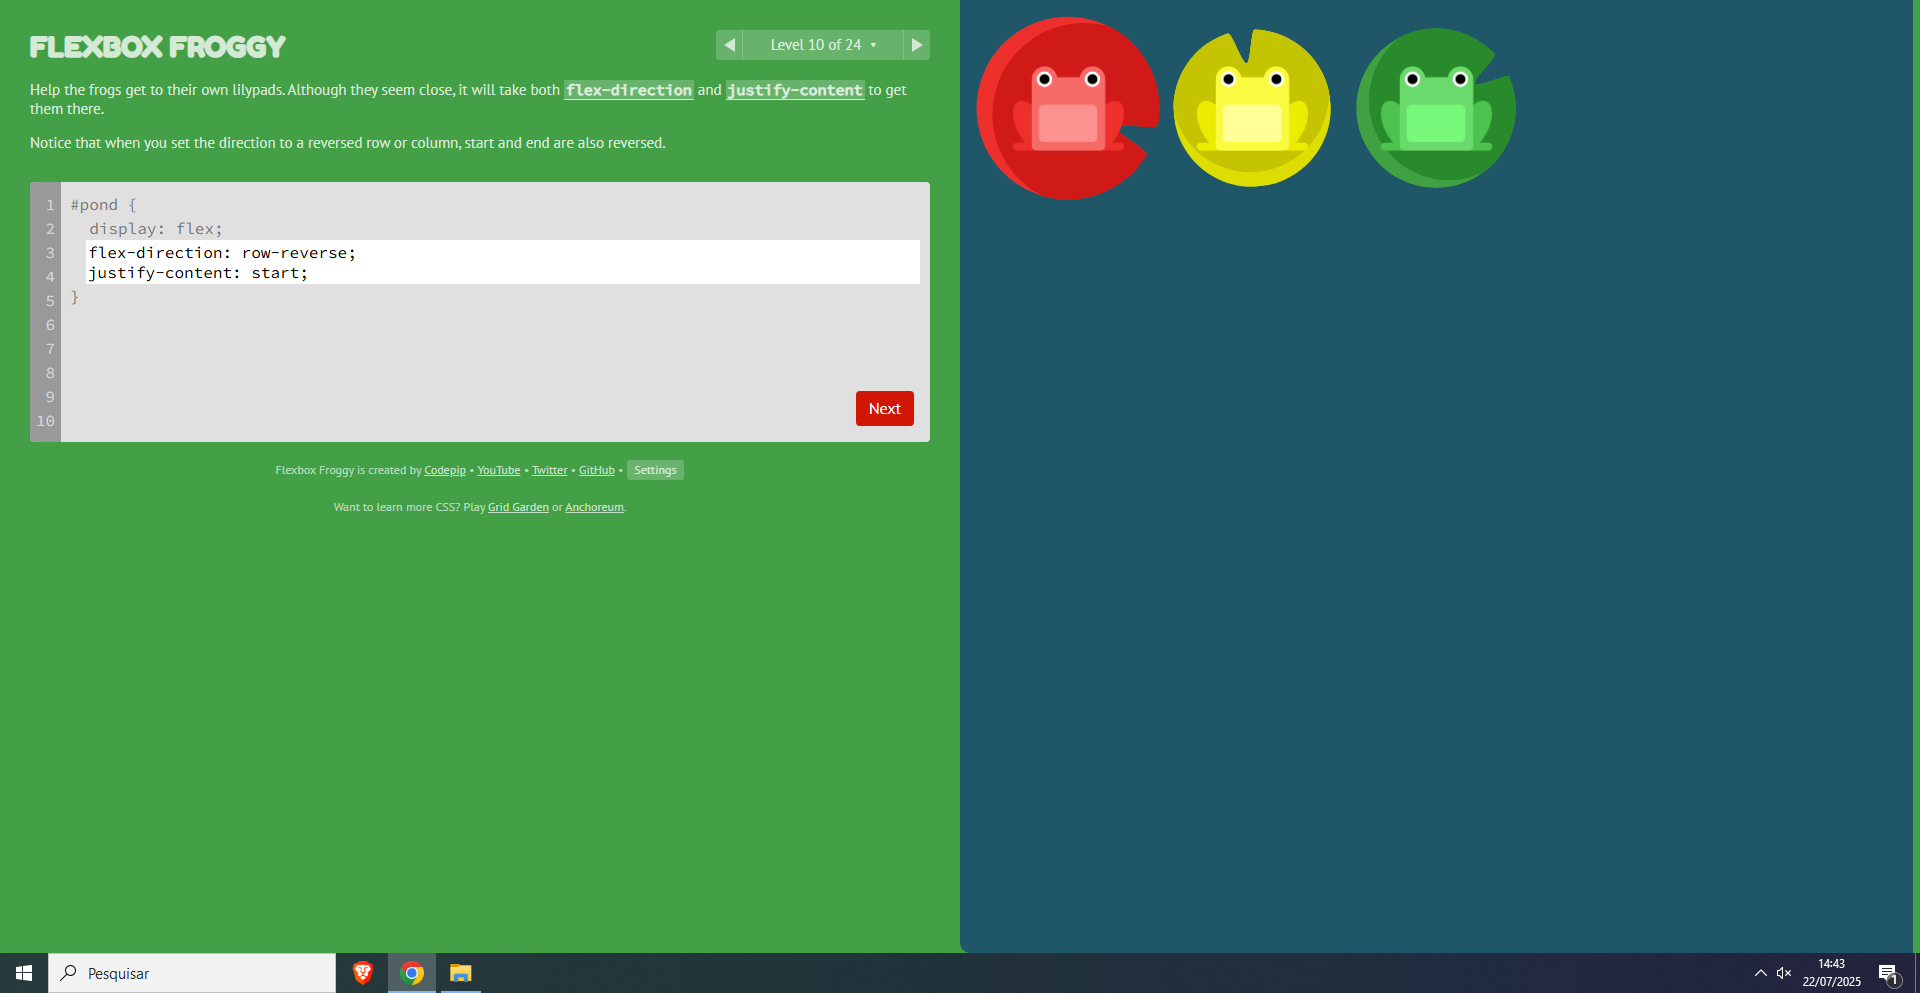 FLEXBOX FROGGY
Level 10 of 24
Help the frogs get to their own lilypads. Although they seem close, it will take both flex-direction and justify-content to get
them there.
Notice that when you set the direction to a reversed row or column, start and end are also reversed.
1 #pond {
2 display: flex;
3 flex-direction: row-reverse;
4 justify-content: start;
5 }
6
7
8
9
10
Next
Flexbox Froggy is created by Codepip • YouTube • Twitter • GitHub • Settings
Want to learn more CSS? Play Grid Garden or Anchoreum.
Pesquisar
14:43
22/07/2025
1